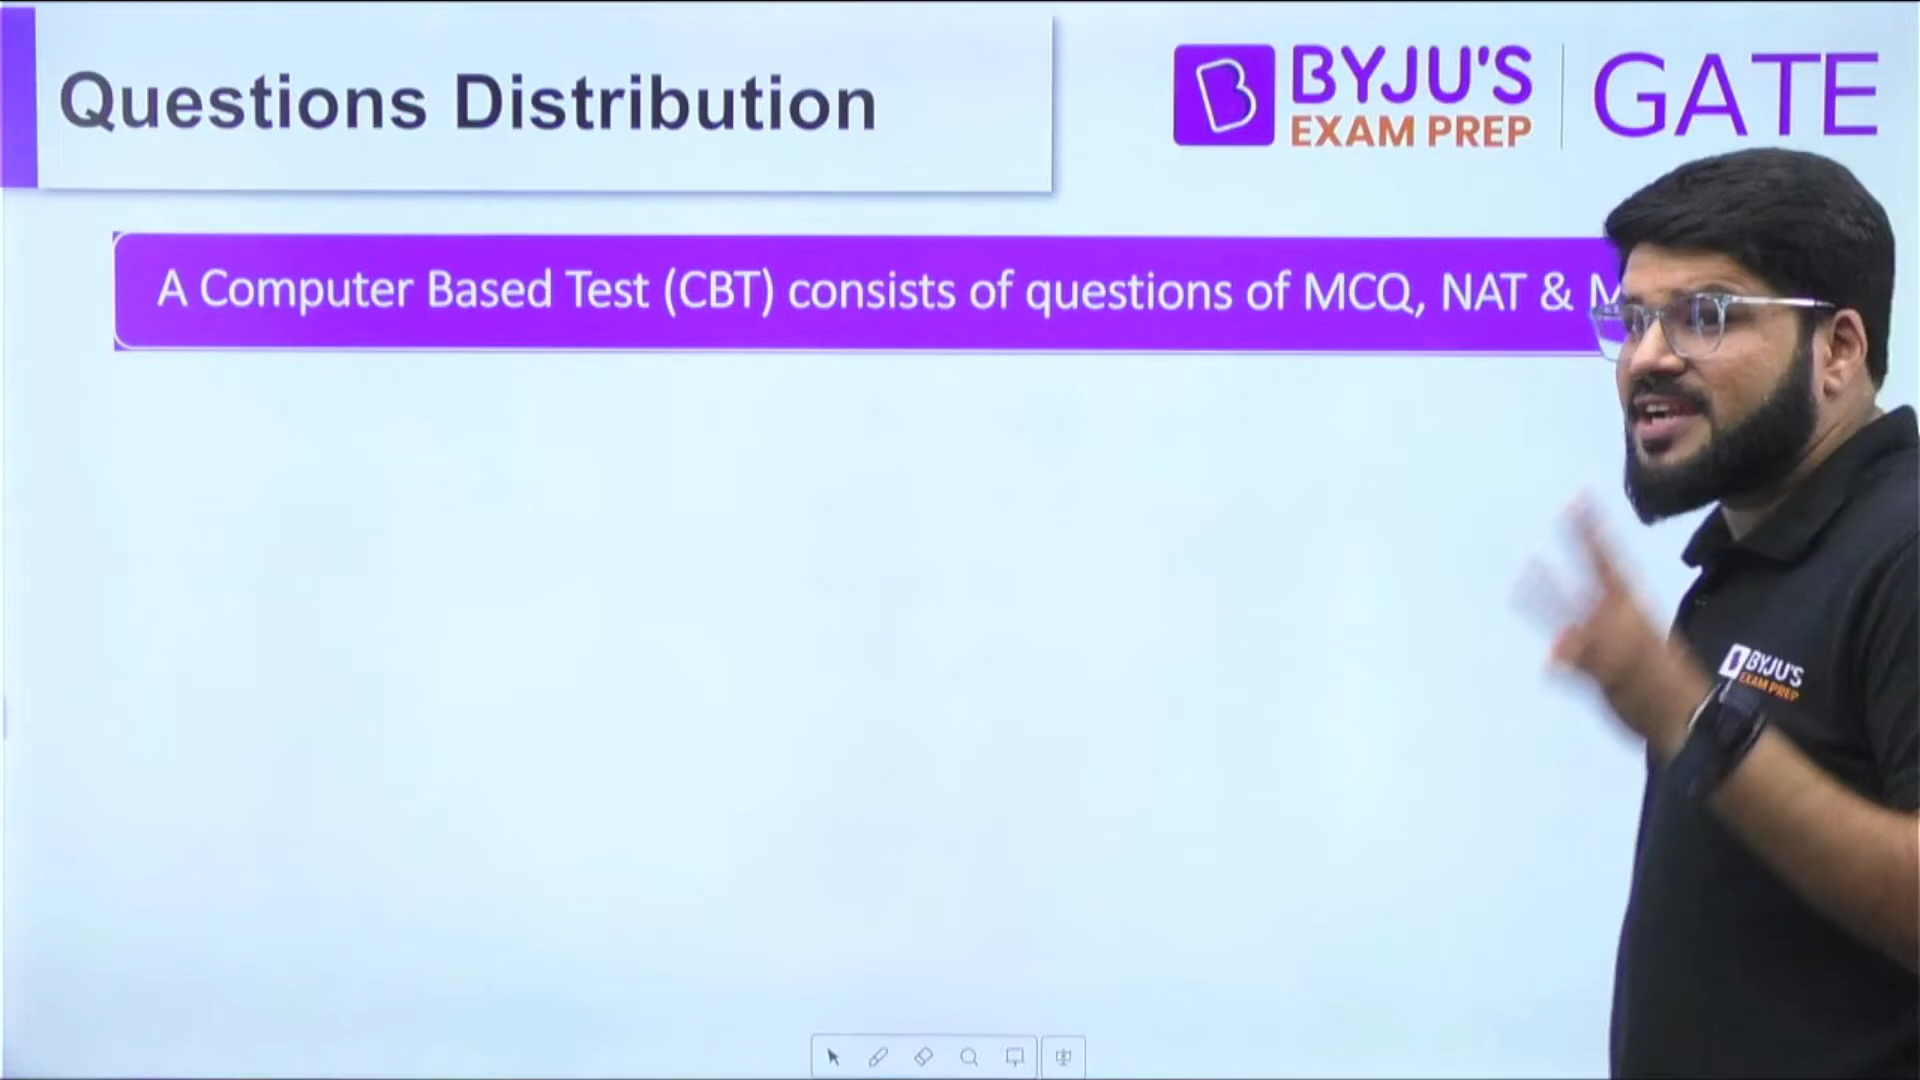 Questions Distribution
BYJU'S
EXAM PREP
GATE
A Computer Based Test (CBT) consists of questions of MCQ, NAT &
BYJU'S
EXAM PREP